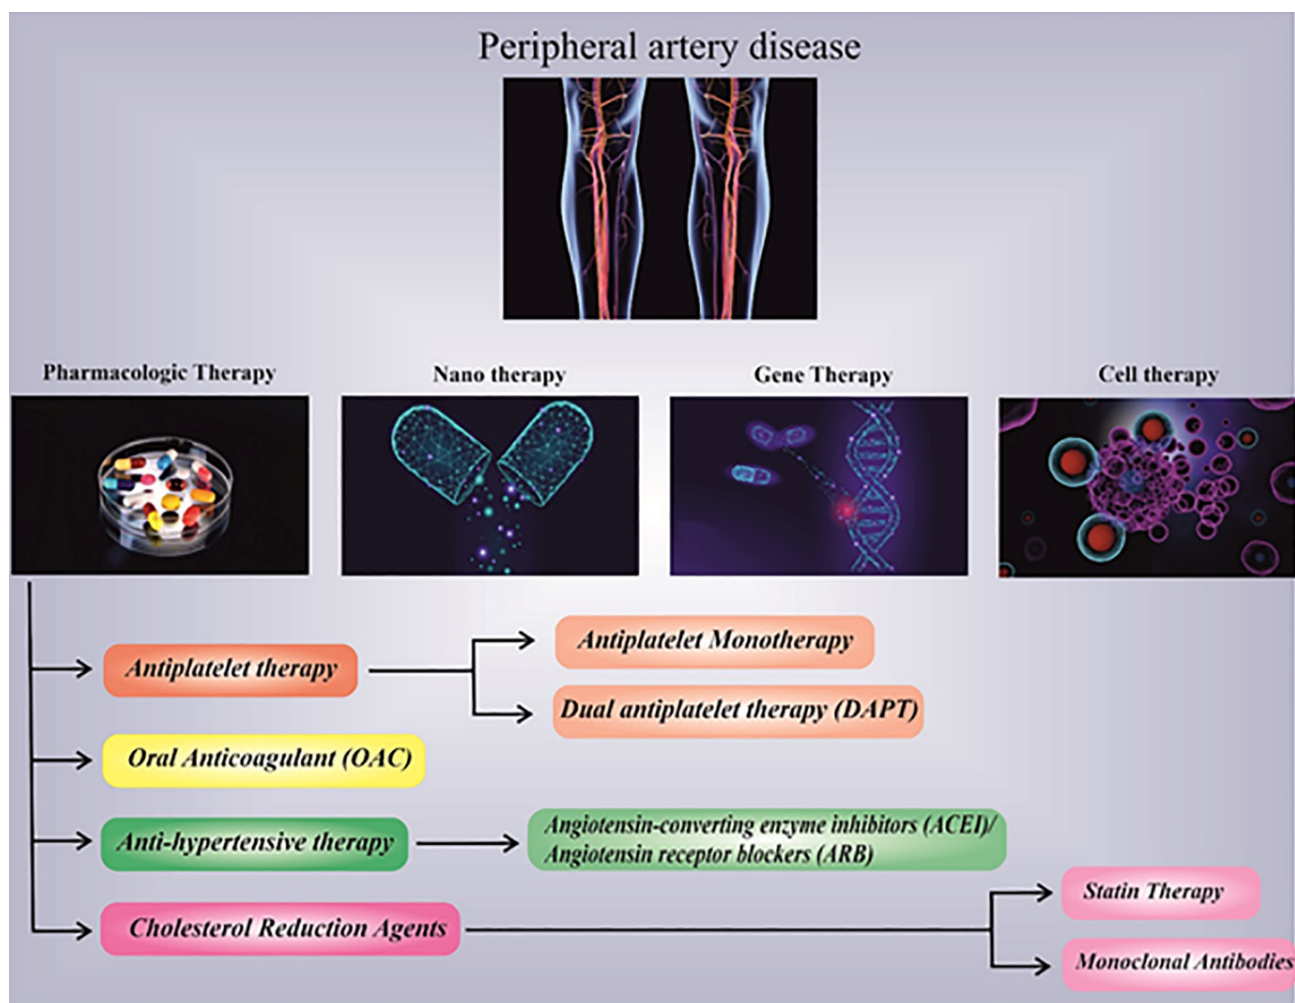 Peripheral artery disease
Pharmacologic Therapy
Nano therapy
Gene Therapy
Cell therapy
Antiplatelet therapy
Antiplatelet Monotherapy
Dual antiplatelet therapy (DAPT)
Oral Anticoagulant (OAC)
Anti-hypertensive therapy
Angiotensin-converting enzyme inhibitors (ACEI)/
Angiotensin receptor blockers (ARB)
Cholesterol Reduction Agents
Statin Therapy
Monoclonal Antibodies